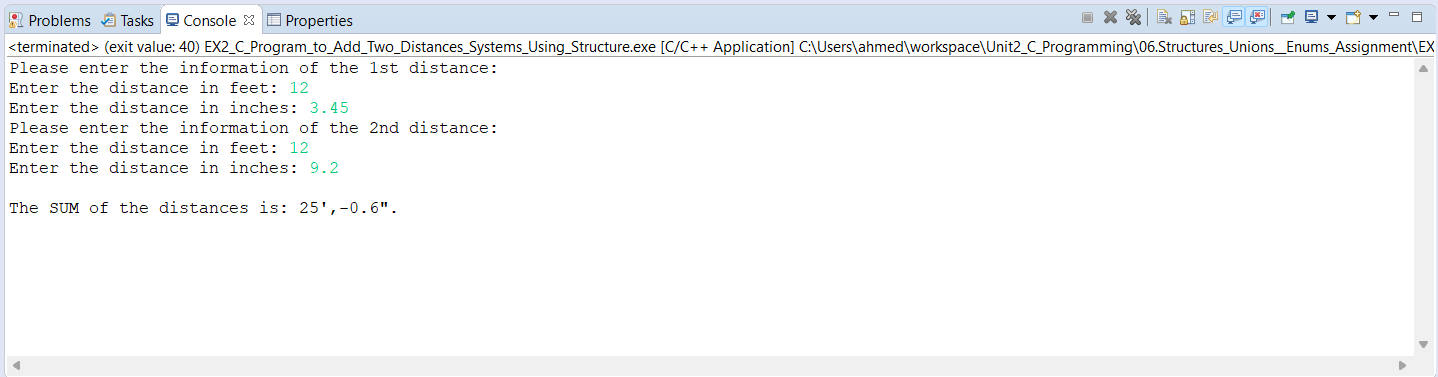 Problems Tasks Console Properties
<terminated> (exit value: 40) EX2_C_Program_to_Add_Two_Distances_Systems_Using_Structure.exe [C/C++ Application] C:\Users\ahmed\workspace\Unit2_C_Programming\06.Structures_Unions__Enums_Assignment\EX
Please enter the information of the 1st distance:
Enter the distance in feet: 12
Enter the distance in inches: 3.45
Please enter the information of the 2nd distance:
Enter the distance in feet: 12
Enter the distance in inches: 9.2
The SUM of the distances is: 25',-0.6".